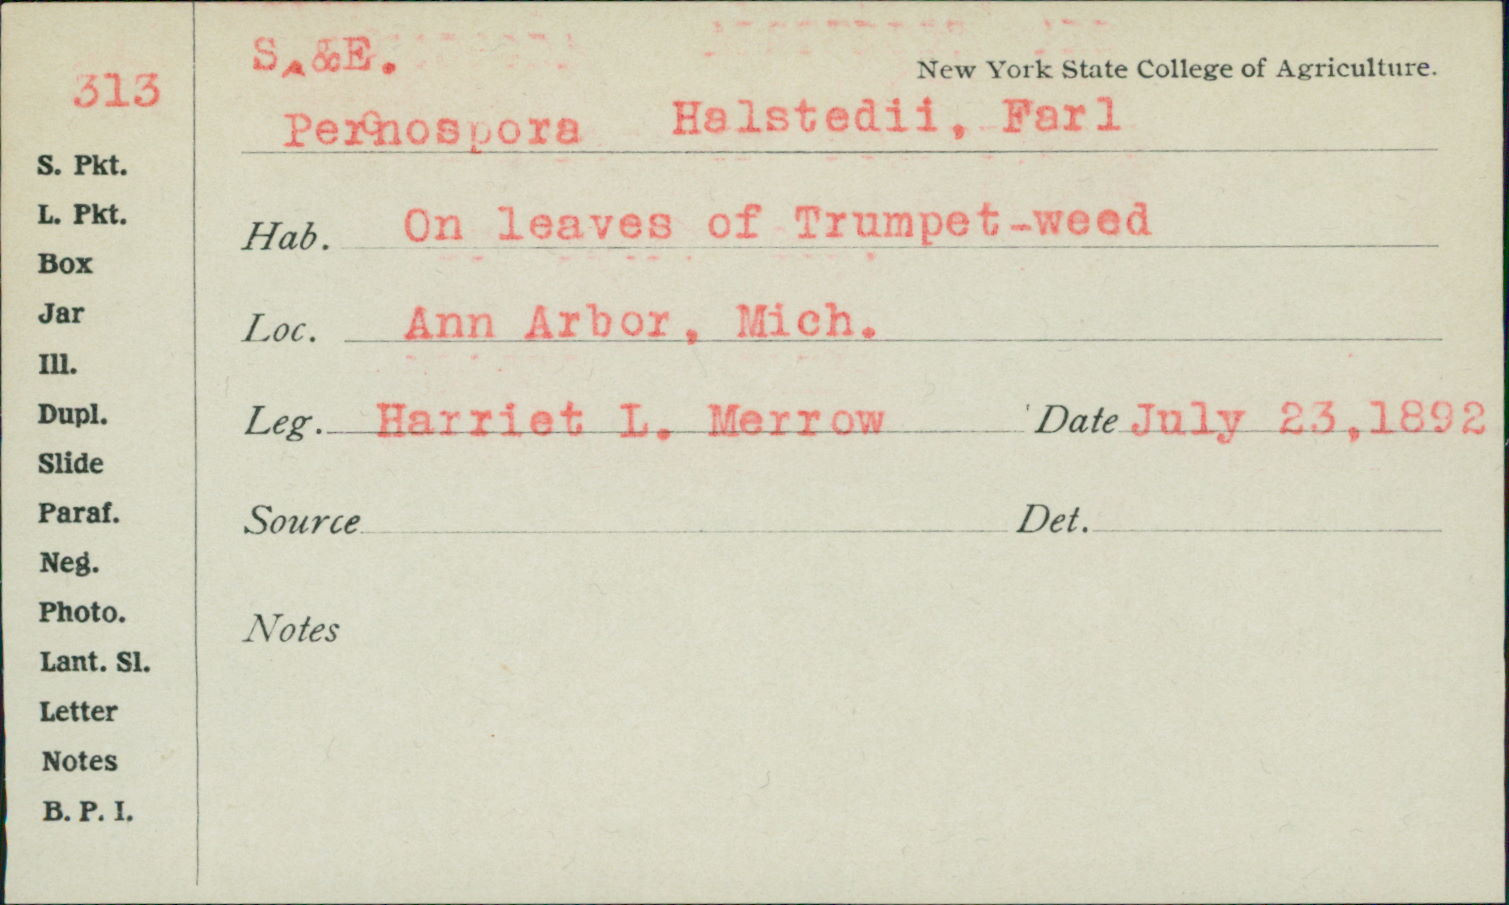 313
S. & E.
New York State College of Agriculture.
Peronospora Halstedii, Farl
Hab. On leaves of Trumpet-weed
Loc. Ann Arbor, Mich.
Leg. Harriet L. Merrow Date July 23,1892
Source Det.
Notes
S. Pkt.
L. Pkt.
Box
Jar
Ill.
Dupl.
Slide
Paraf.
Neg.
Photo.
Lant. Sl.
Letter
Notes
B. P. I.